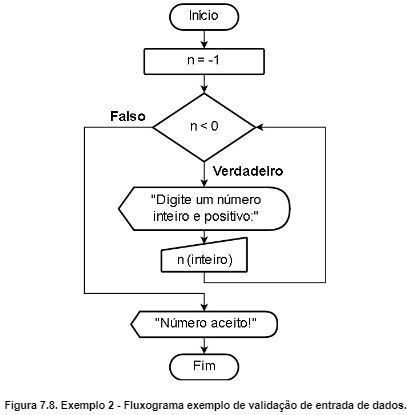 Início
n = -1
n < 0
Falso
Verdadeiro
"Digite um número
inteiro e positivo:"
n (inteiro)
"Número aceito!"
Fim
Figura 7.8. Exemplo 2 - Fluxograma exemplo de validação de entrada de dados.